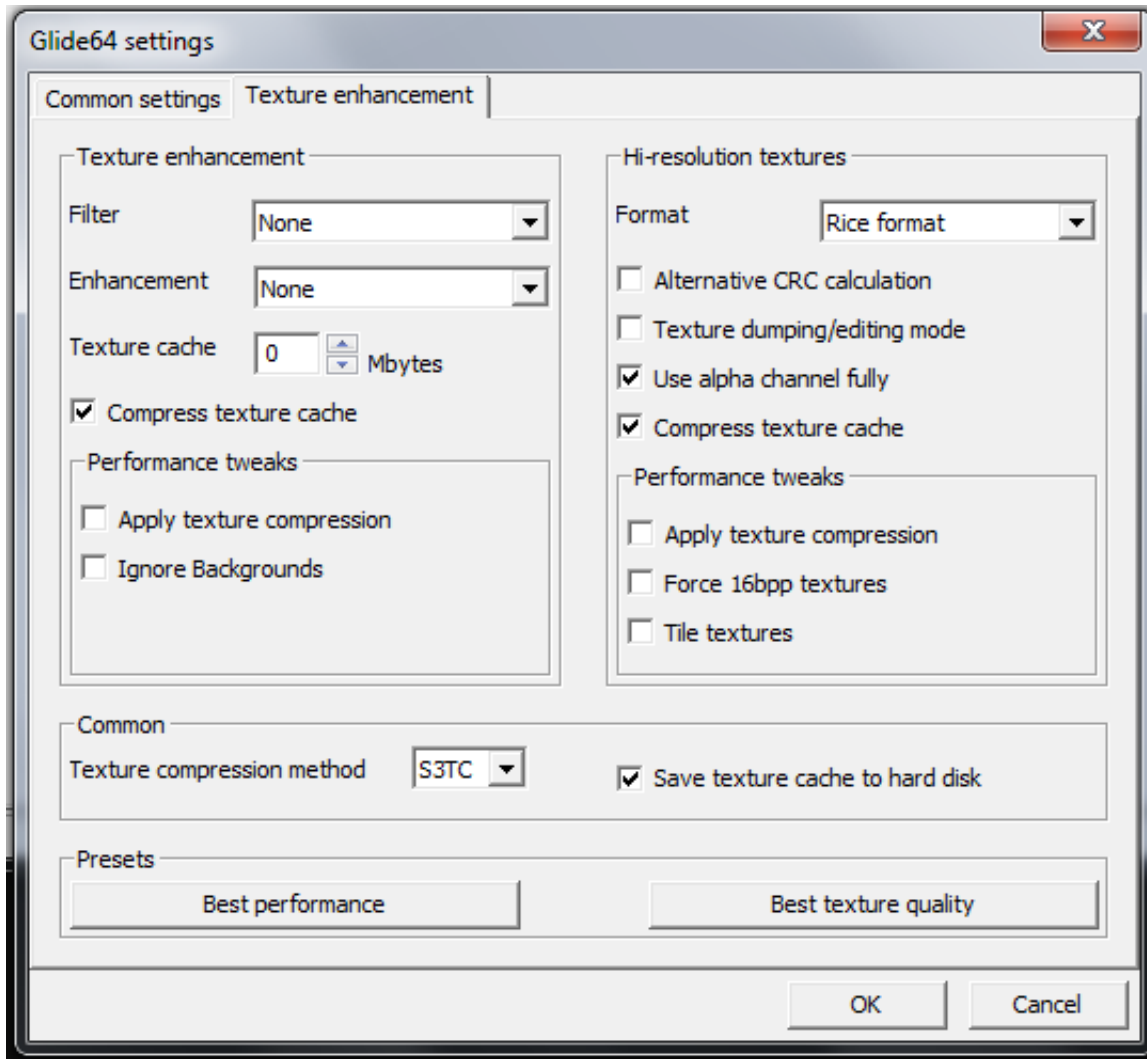 Glide64 settings
Common settings
Texture enhancement
Texture enhancement
Filter
None
Enhancement
None
Texture cache
0
Mbytes
Compress texture cache
Performance tweaks
Apply texture compression
Ignore Backgrounds
Hi-resolution textures
Format
Rice format
Alternative CRC calculation
Texture dumping/editing mode
Use alpha channel fully
Compress texture cache
Performance tweaks
Apply texture compression
Force 16bpp textures
Tile textures
Common
Texture compression method
S3TC
Save texture cache to hard disk
Presets
Best performance
Best texture quality
OK
Cancel